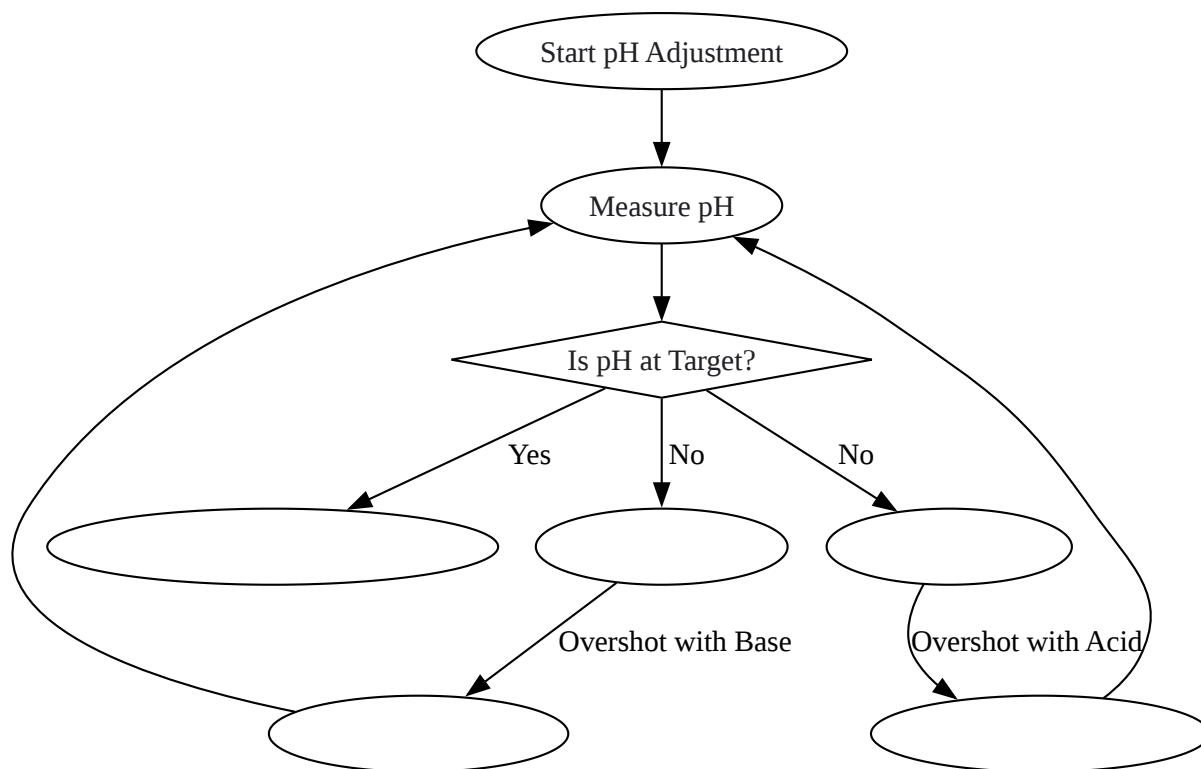 Start pH Adjustment
Measure pH
Is pH at Target?
Yes
No
No
Overshot with Base
Overshot with Acid